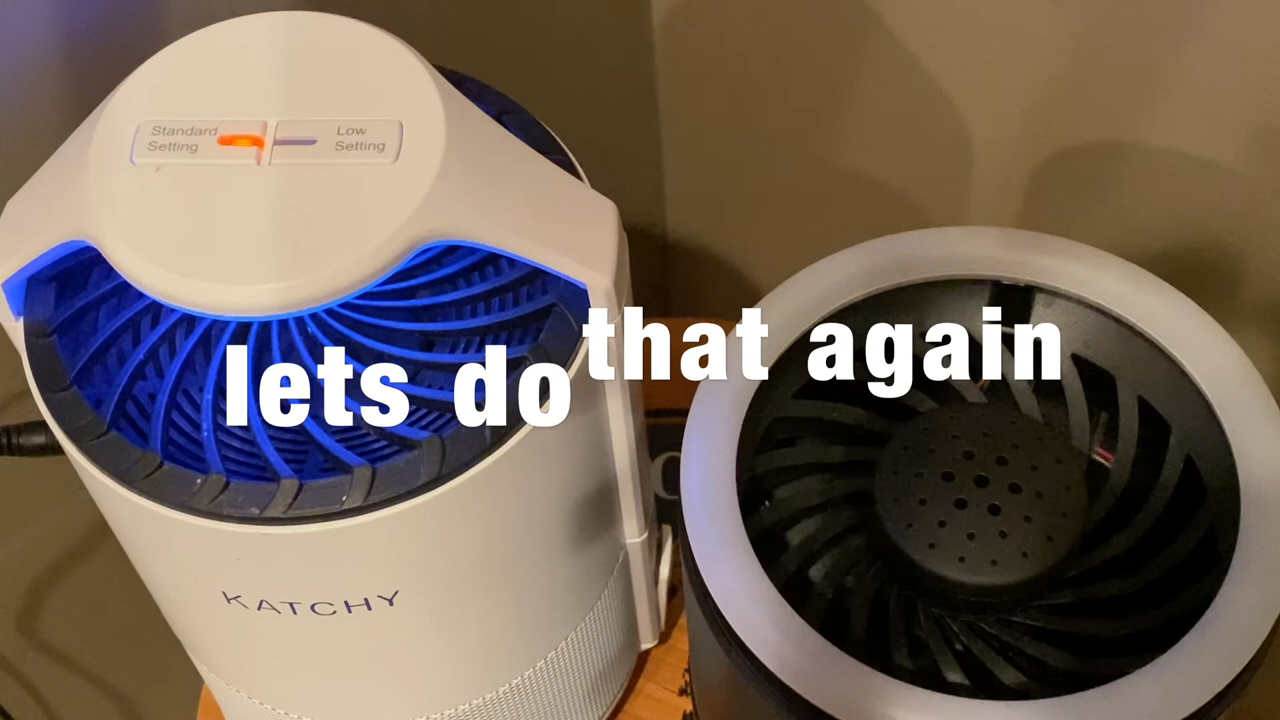 Standard
Setting
Low
Setting
lets do that again
KATCHY